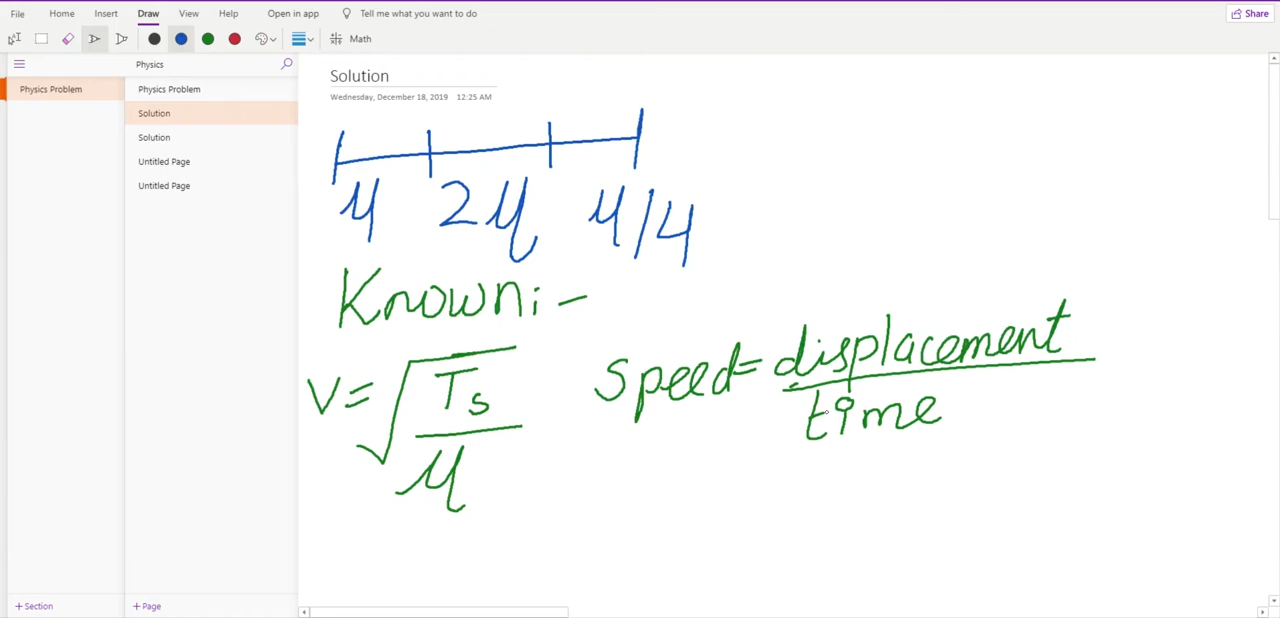 File Home Insert Draw View Help Open in app Tell me what you want to do Share
Math
Physics
Physics Problem
Physics Problem
Solution
Solution
Untitled Page
Untitled Page
+ Section
+ Page
Solution
Wednesday, December 18, 2019 12:25 AM
μ 2μ μ/4
Known:-
v = √(Ts/μ)
speed = displacement
time